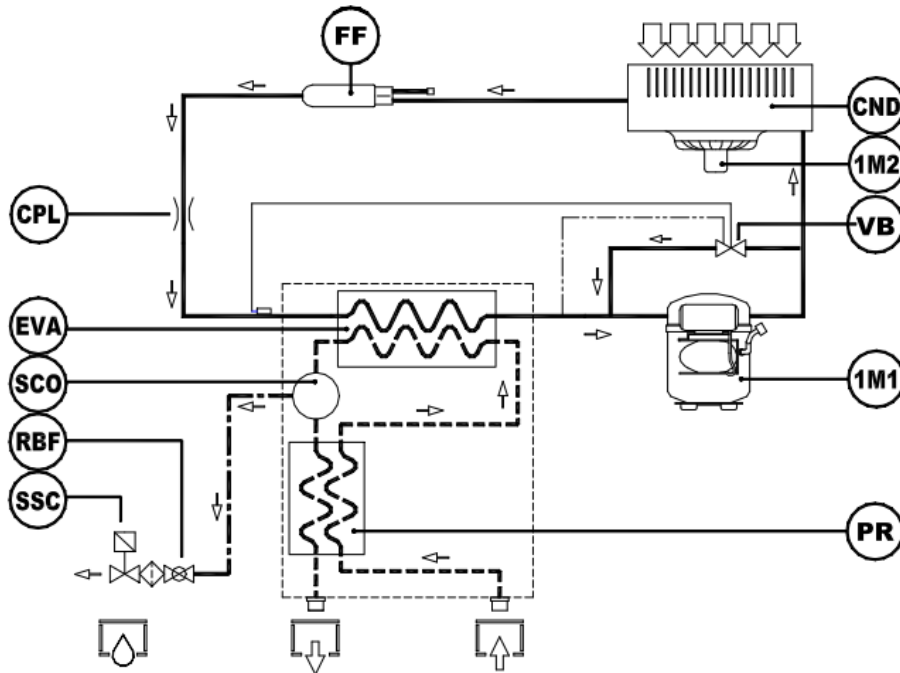 FF
CND
1M2
CPL
VB
EVA
SCO
1M1
RBF
SSC
PR